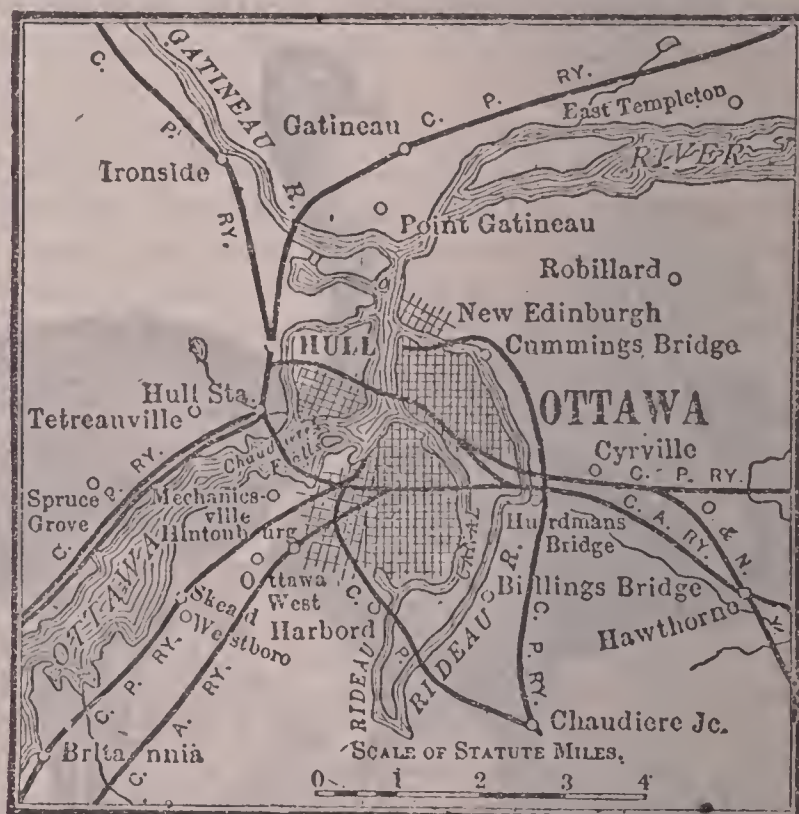 GATINEAU R.
C. P. RY.
Gatineau
C. P. RY.
East Templeton
RIVER
Ironside
Point Gatineau
Robillard
New Edinburgh
HULL
Cummings Bridge
Hull Sta.
Tetreauville
OTTAWA
Chaudiere Falls
Cyrville
C. P. RY.
Spruce Grove
C. P. RY.
Mechanicsville
Hintonburg
CANAL
Hurdmans Bridge
C. A. RY.
O & N. Y.
OTTAWA
Ottawa West
Skead
Westboro
Harbord
C. P.
RIDEAU
RIDEAU R.
Billings Bridge
Hawthorne
C. P. RY.
C. P. RY.
C. A. RY.
Britannia
Chaudiere Jc.
SCALE OF STATUTE MILES.
0 1 2 3 4